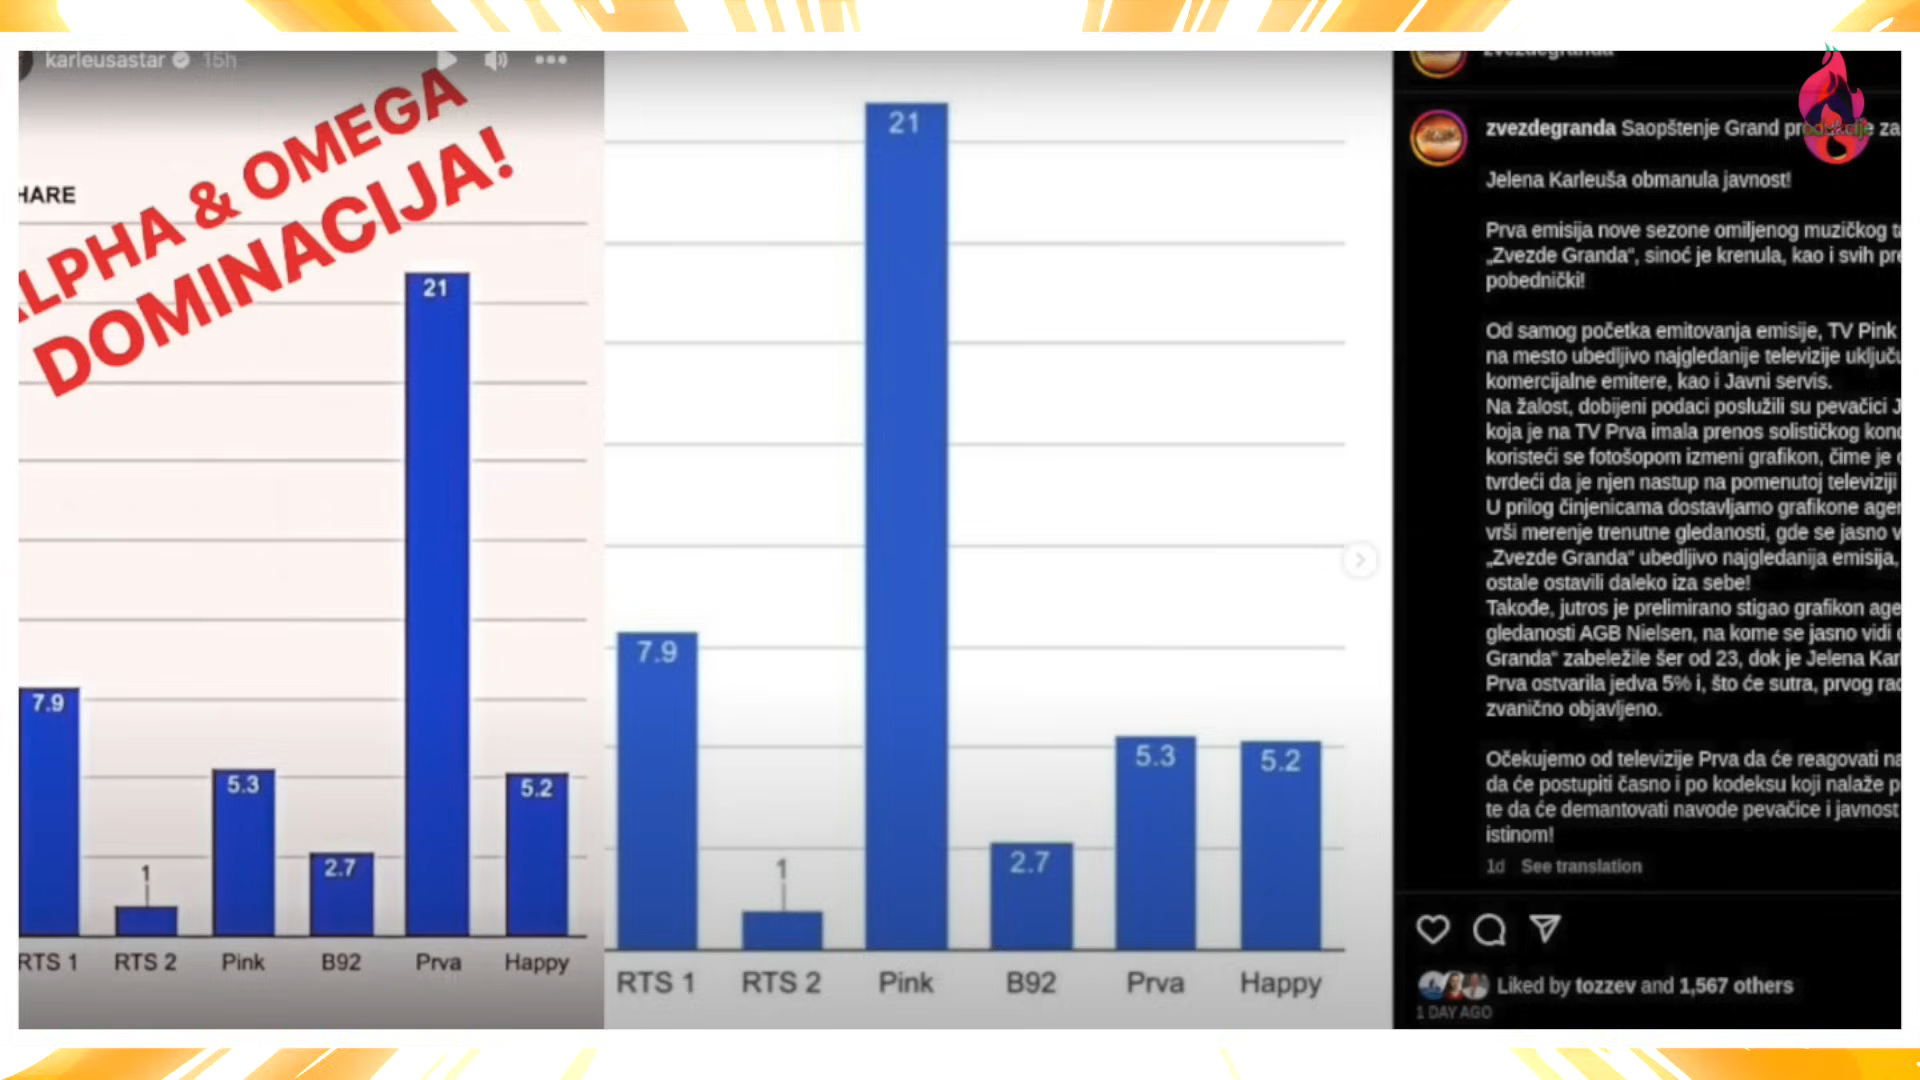 karleusastar 15h
ALPHA & OMEGA
DOMINACIJA!
HARE
21
7.9
5.3
5.2
2.7
1
RTS 1 RTS 2 Pink B92 Prva Happy
21
7.9
5.3
5.2
2.7
1
RTS 1 RTS 2 Pink B92 Prva Happy
zvezdegranda
zvezdegranda Saopštenje Grand za
Jelena Karleuša obmanula javnost!
Prva emisija nove sezone omiljenog muzičkog
„Zvezde Granda“, sinoć je krenula, kao i svih
pobednički!
Od samog početka emitovanja emisije, TV Pink
na mesto ubedljivo najgledanije televizije
komercijalne emitere, kao i Javni servis.
Na žalost, dobijeni podaci poslužili su pevačici J
koja je na TV Prva imala prenos solističkog
koristeći se fotošopom izmeni grafikon, čime je
tvrdeći da je njen nastup na pomenutoj televiziji
U prilog činjenicama dostavljamo grafikone
vrši merenje trenutne gledanosti, gde se jasno v
„Zvezde Granda“ ubedljivo najgledanija emisija,
ostale ostavili daleko iza sebe!
Takođe, jutros je prelimirano stigao grafikon
gledanosti AGB Nielsen, na kome se jasno vidi
Granda“ zabeležile šer od 23, dok je Jelena Kar
Prva ostvarila jedva 5% i, što će sutra, prvog
zvanično objavljeno.
Očekujemo od televizije Prva da će reagovati
da će postupiti časno i po kodeksu koji nalaže
te da će demantovati navode pevačice i javnost
istinom!
1d See translation
Liked by tozzev and 1,567 others
1 DAY AGO